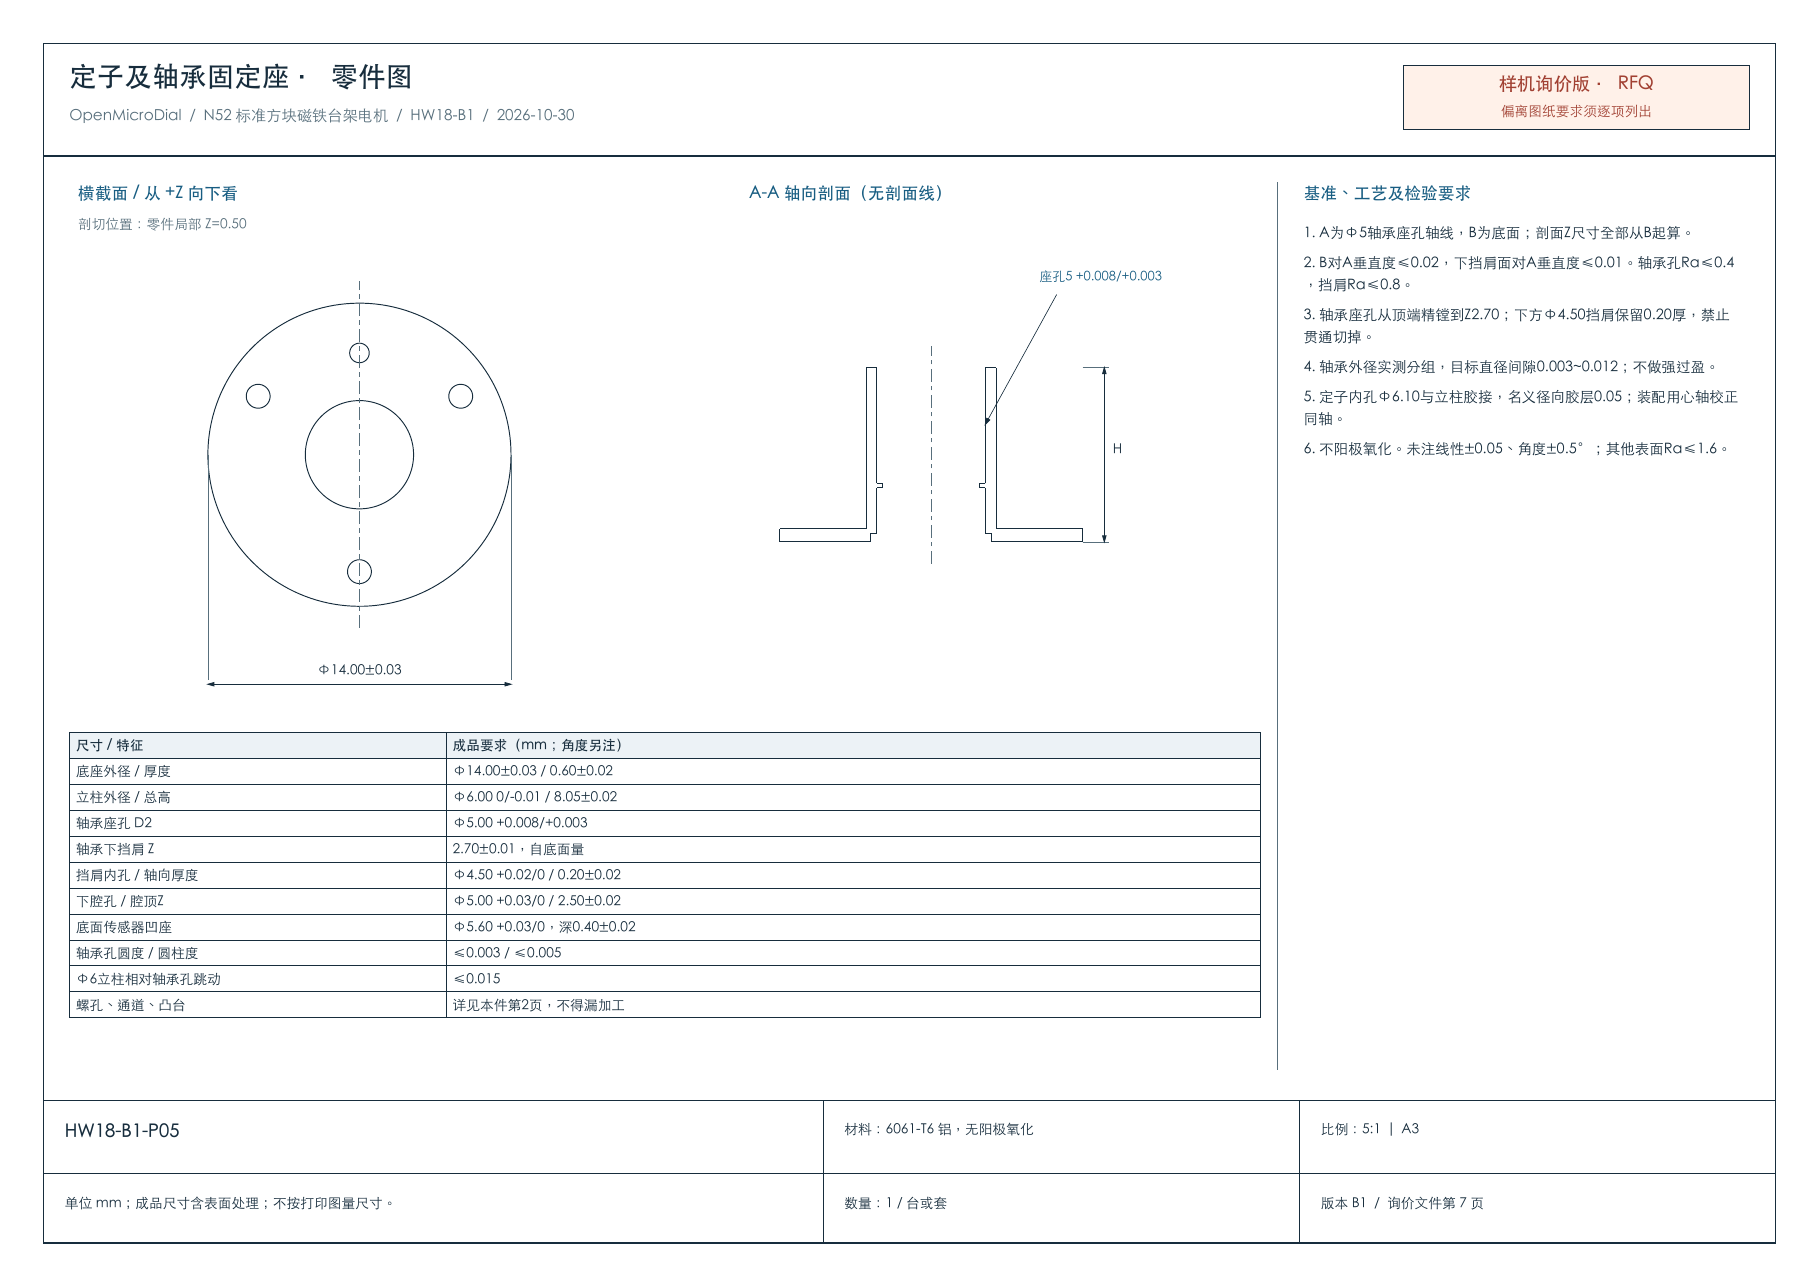 定子及轴承固定座 · 零件图
OpenMicroDial / N52 标准方块磁铁台架电机 / HW18-B1 / 2026-10-30
样机询价版 · RFQ
偏离图纸要求须逐项列出
横截面 / 从 +Z 向下看
剖切位置：零件局部 Z=0.50
Φ14.00±0.03
A-A 轴向剖面（无剖面线）
座孔5 +0.008/+0.003
H
基准、工艺及检验要求
1. A为Φ5轴承座孔轴线，B为底面；剖面Z尺寸全部从B起算。
2. B对A垂直度≤0.02，下挡肩面对A垂直度≤0.01。轴承孔Ra≤0.4
，挡肩Ra≤0.8。
3. 轴承座孔从顶端精镗到Z2.70；下方Φ4.50挡肩保留0.20厚，禁止
贯通切掉。
4. 轴承外径实测分组，目标直径间隙0.003~0.012；不做强过盈。
5. 定子内孔Φ6.10与立柱胶接，名义径向胶层0.05；装配用心轴校正
同轴。
6. 不阳极氧化。未注线性±0.05、角度±0.5°；其他表面Ra≤1.6。
尺寸 / 特征 成品要求（mm；角度另注）
底座外径 / 厚度 Φ14.00±0.03 / 0.60±0.02
立柱外径 / 总高 Φ6.00 0/-0.01 / 8.05±0.02
轴承座孔 D2 Φ5.00 +0.008/+0.003
轴承下挡肩 Z 2.70±0.01，自底面量
挡肩内孔 / 轴向厚度 Φ4.50 +0.02/0 / 0.20±0.02
下腔孔 / 腔顶Z Φ5.00 +0.03/0 / 2.50±0.02
底面传感器凹座 Φ5.60 +0.03/0，深0.40±0.02
轴承孔圆度 / 圆柱度 ≤0.003 / ≤0.005
Φ6立柱相对轴承孔跳动 ≤0.015
螺孔、通道、凸台 详见本件第2页，不得漏加工
HW18-B1-P05 材料：6061-T6 铝，无阳极氧化 比例：5:1 | A3
单位 mm；成品尺寸含表面处理；不按打印图量尺寸。 数量：1 / 台或套 版本 B1 / 询价文件第 7 页